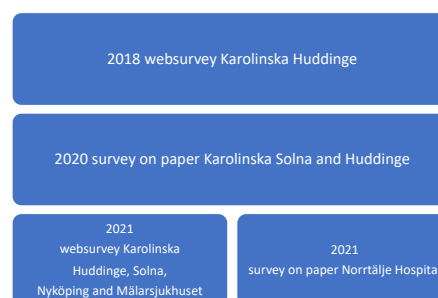 2018 websurvey Karolinska Huddinge
2020 survey on paper Karolinska Solna and Huddinge
2021
websurvey Karolinska
Huddinge, Solna,
Nyköping and Mälarsjukhuset
2021
survey on paper Norrtälje Hospital